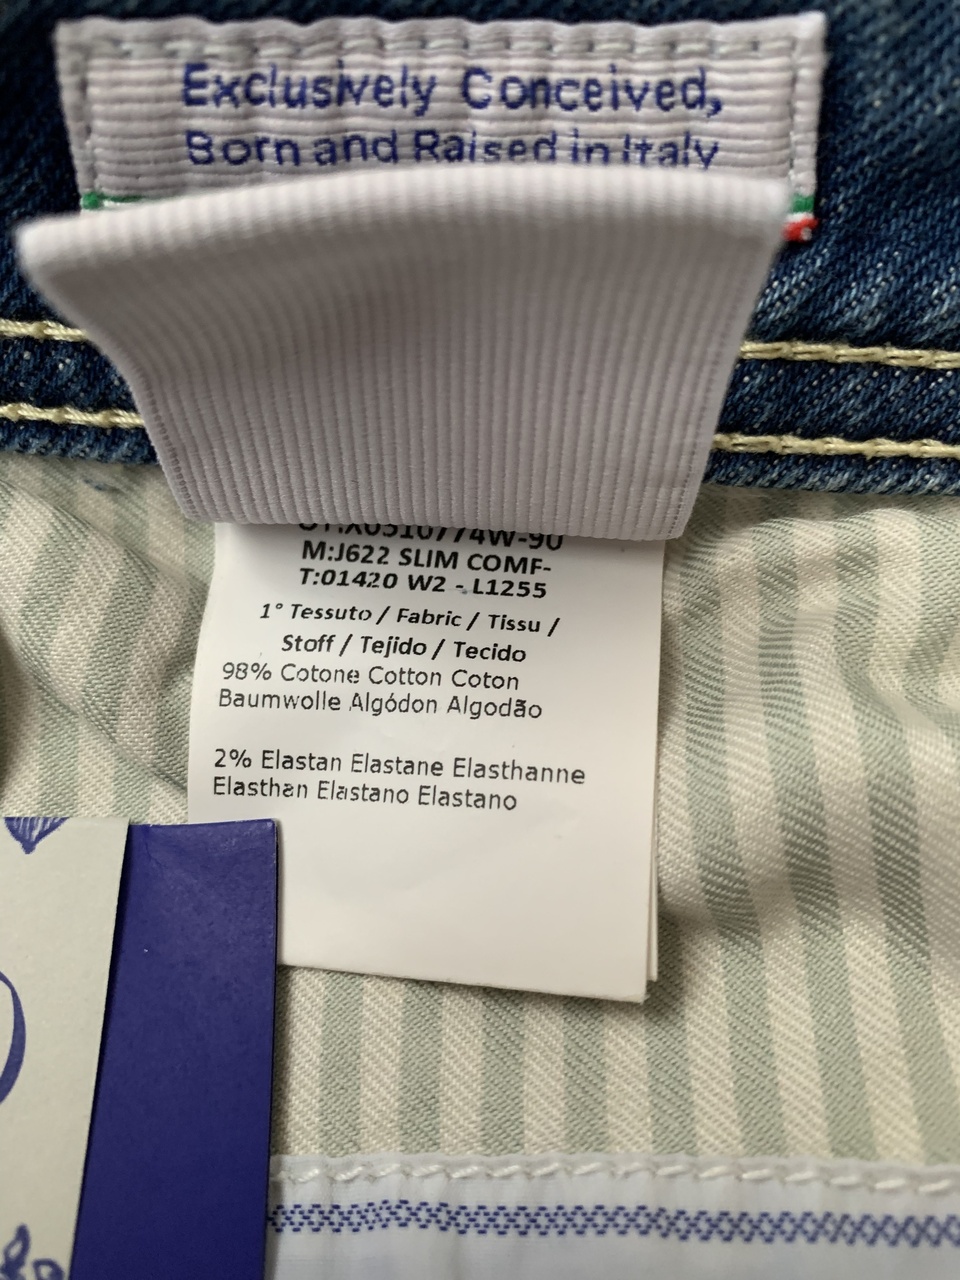 Exclusively Conceived,
Born and Raised in Italy
M:J622 SLIM COMF-
T:01420 W2 - L1255
1° Tessuto / Fabric / Tissu /
Stoff / Tejido / Tecido
98% Cotone Cotton Coton
Baumwolle Algódon Algodão
2% Elastan Elastane Elasthanne
Elasthan Elastano Elastano